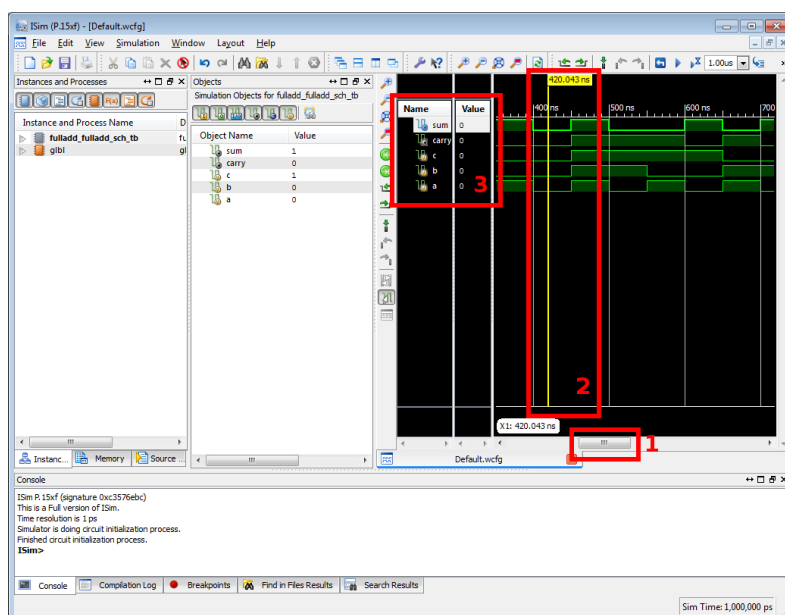 ISim (P.15xf) - [Default.wcfg]
File Edit View Simulation Window Layout Help
1.00us
Instances and Processes
Instance and Process Name D
fulladd_fulladd_sch_tb fu
glbl gl
Instanc... Memory Source ...
Objects
Simulation Objects for fulladd_fulladd_sch_tb
Object Name Value
sum 1
carry 0
c 1
b 0
a 0
Name Value
sum 0
carry 0
c 0
b 0
a 0
3
420.043 ns
400 ns 500 ns 600 ns 700
2
X1: 420.043 ns
1
Default.wcfg
Console
ISim P.15xf (signature 0xc3576ebc)
This is a Full version of ISim.
Time resolution is 1 ps
Simulator is doing circuit initialization process.
Finished circuit initialization process.
ISim>
Console Compilation Log Breakpoints Find in Files Results Search Results
Sim Time: 1,000,000 ps